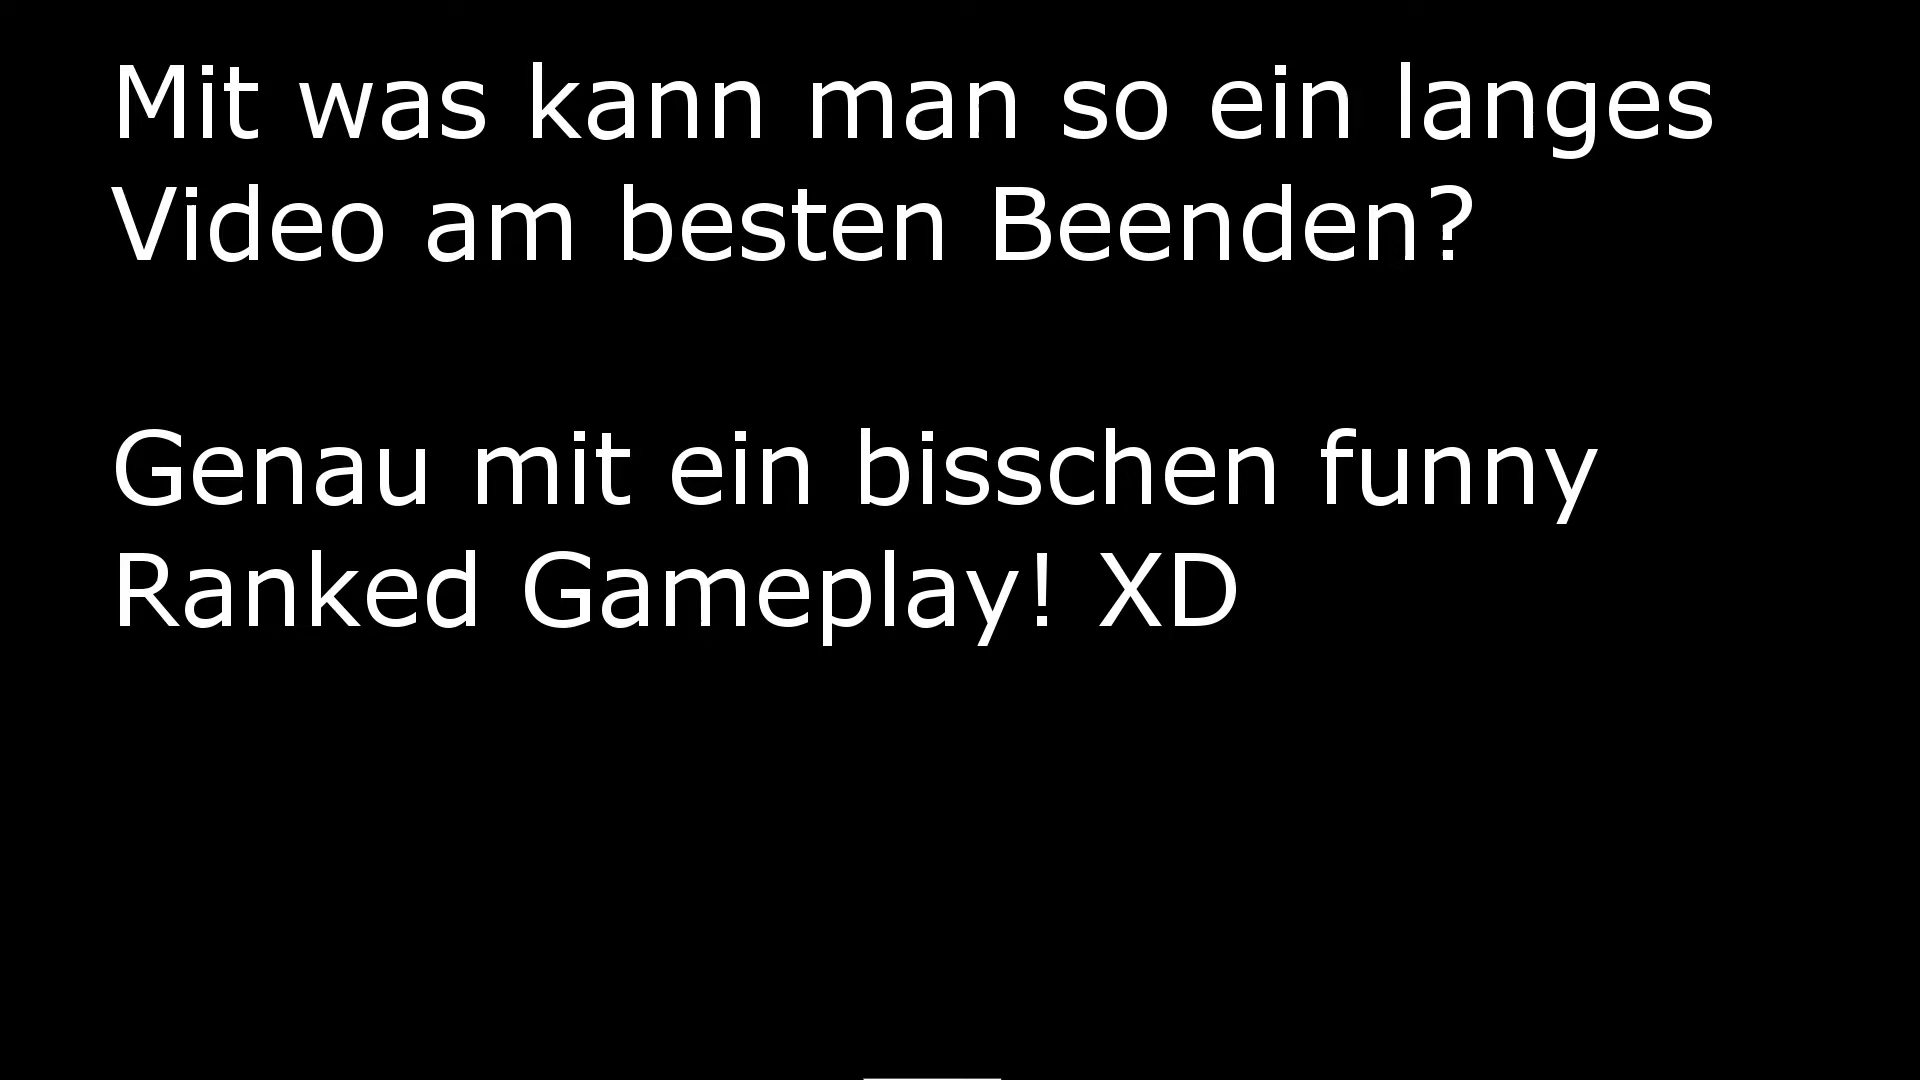 Mit was kann man so ein langes
Video am besten Beenden?
Genau mit ein bisschen funny
Ranked Gameplay! XD